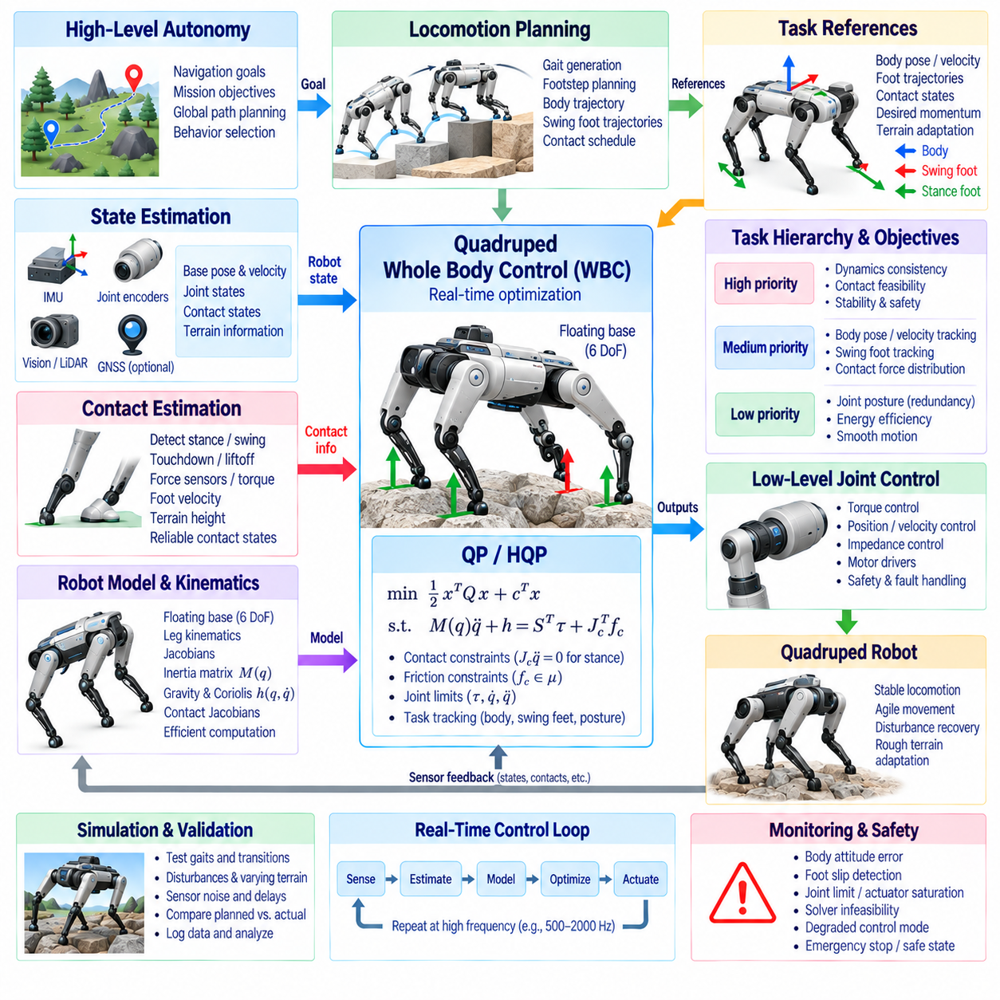 High-Level Autonomy
Navigation goals
Mission objectives
Global path planning
Behavior selection
Goal
Locomotion Planning
Gait generation
Footstep planning
Body trajectory
Swing foot trajectories
Contact schedule
References
Task References
Body pose / velocity
Foot trajectories
Contact states
Desired momentum
Terrain adaptation
Body
Swing foot
Stance foot
State Estimation
IMU
Joint encoders
Vision / LiDAR
GNSS (optional)
Base pose & velocity
Joint states
Contact states
Terrain information
Robot
state
Quadruped
Whole Body Control (WBC)
Real-time optimization
Floating base
(6 DoF)
Task Hierarchy & Objectives
High priority
• Dynamics consistency
• Contact feasibility
• Stability & safety
Medium priority
• Body pose / velocity tracking
• Swing foot tracking
• Contact force distribution
Low priority
• Joint posture (redundancy)
• Energy efficiency
• Smooth motion
Contact Estimation
Detect stance / swing
Touchdown / liftoff
Force sensors / torque
Foot velocity
Terrain height
Reliable contact states
Contact
info
Outputs
Low-Level Joint Control
• Torque control
• Position / velocity control
• Impedance control
• Motor drivers
• Safety & fault handling
QP / HQP
min ½ xᵀQx + cᵀx
s.t. M(q)q̈ + h = Sᵀτ + J_cᵀf_c
• Contact constraints (J_c q̈ = 0 for stance)
• Friction constraints (f_c ∈ μ)
• Joint limits (τ, q̇, q̈)
• Task tracking (body, swing feet, posture)
Robot Model & Kinematics
Floating base (6 DoF)
Leg kinematics
Jacobians
Inertia matrix M(q)
Gravity & Coriolis h(q, q̇)
Contact Jacobians
Efficient computation
Model
Quadruped Robot
Stable locomotion
Agile movement
Disturbance recovery
Rough terrain
adaptation
Sensor feedback (states, contacts, etc.)
Simulation & Validation
• Test gaits and transitions
• Disturbances & varying terrain
• Sensor noise and delays
• Compare planned vs. actual
• Log data and analyze
Real-Time Control Loop
Sense
Estimate
Model
Optimize
Actuate
Repeat at high frequency (e.g., 500–2000 Hz)
Monitoring & Safety
• Body attitude error
• Foot slip detection
• Joint limit / actuator saturation
• Solver infeasibility
• Degraded control mode
• Emergency stop / safe state